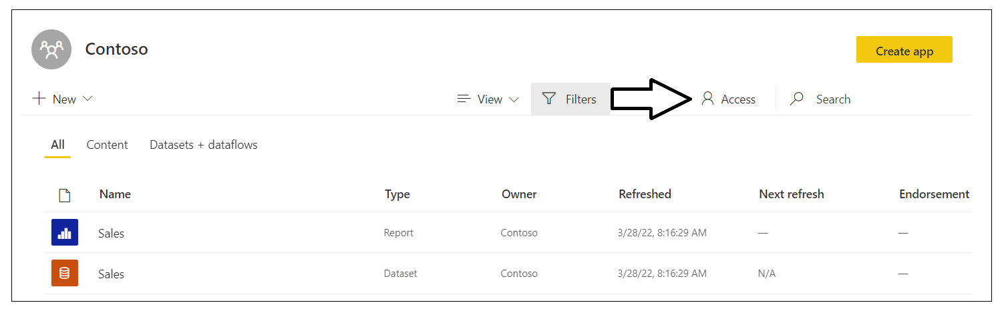 Contoso
Create app
New View Filters Access Search
All Content Datasets + dataflows
Name Type Owner Refreshed Next refresh Endorsement
Sales Report Contoso 3/28/22, 8:16:29 AM — —
Sales Dataset Contoso 3/28/22, 8:16:29 AM N/A —